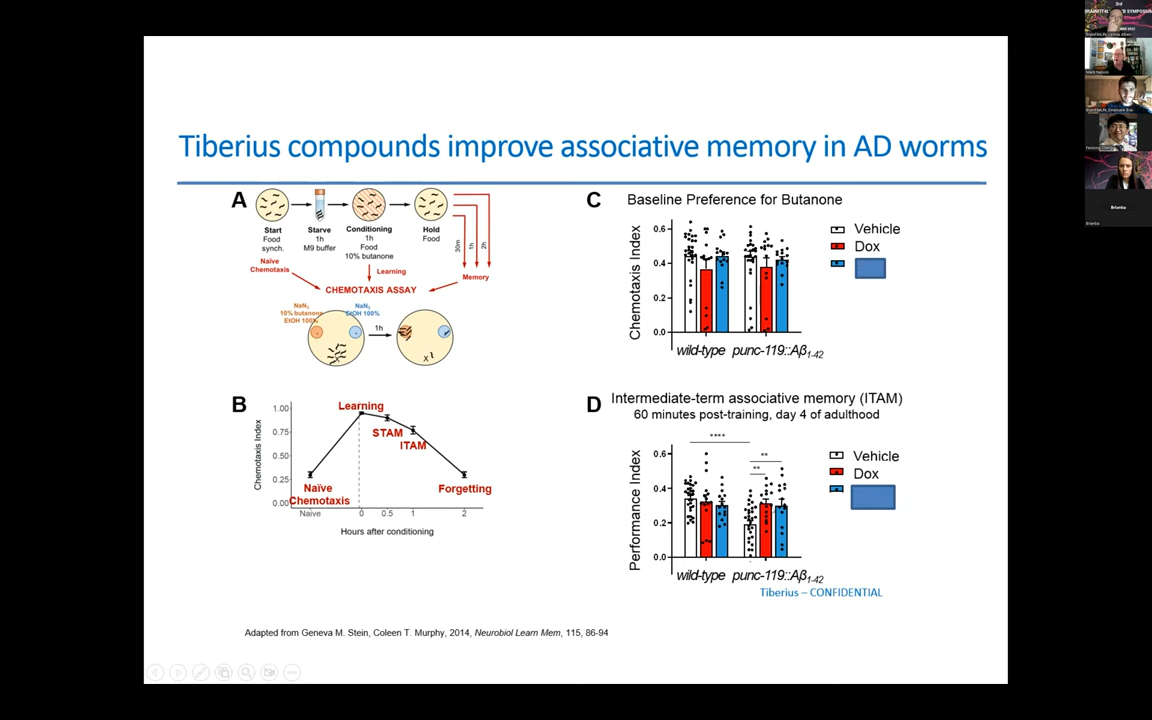 Tiberius compounds improve associative memory in AD worms
A
Start
Food
synch.
Starve
1h
M9 buffer
Conditioning
1h
Food
10% butanone
Hold
Food
30m
1h
2h
Naïve
Chemotaxis
Learning
Memory
CHEMOTAXIS ASSAY
NaN₃
10% butanone
EtOH 100%
NaN₃
EtOH 100%
1h
X
X
B
Chemotaxis Index
1.00
0.75
0.50
0.25
0.00
Learning
STAM
ITAM
Naïve
Chemotaxis
Forgetting
Naive
0
0.5
1
2
Hours after conditioning
C
Baseline Preference for Butanone
Chemotaxis Index
0.6
0.4
0.2
0.0
wild-type
punc-119::Aβ₁₋₄₂
Vehicle
Dox
D
Intermediate-term associative memory (ITAM)
60 minutes post-training, day 4 of adulthood
****
**
**
Performance Index
0.6
0.4
0.2
0.0
wild-type
punc-119::Aβ₁₋₄₂
Vehicle
Dox
Tiberius – CONFIDENTIAL
Adapted from Geneva M. Stein, Coleen T. Murphy, 2014, Neurobiol Learn Mem, 115, 86-94
3rd
Brianba
Brianba